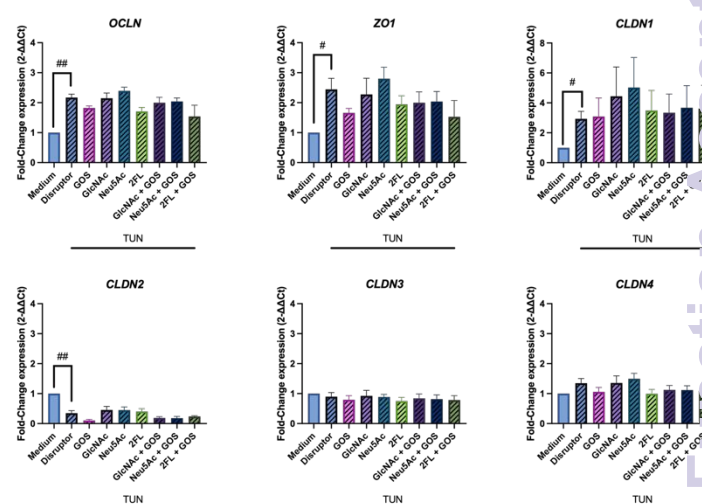 OCLN
Fold-Change expression (2-ΔΔCt)
4
3
2
1
0
##
Medium
Disruptor
GOS
GlcNAc
Neu5Ac
2FL
GlcNAc + GOS
Neu5Ac + GOS
2FL + GOS
TUN
ZO1
Fold-Change expression (2-ΔΔCt)
4
3
2
1
0
#
Medium
Disruptor
GOS
GlcNAc
Neu5Ac
2FL
GlcNAc + GOS
Neu5Ac + GOS
2FL + GOS
TUN
CLDN1
Fold-Change expression (2-ΔΔCt)
8
6
4
2
0
#
Medium
Disruptor
GOS
GlcNAc
Neu5Ac
2FL
GlcNAc + GOS
Neu5Ac + GOS
2FL + GOS
TUN
CLDN2
Fold-Change expression (2-ΔΔCt)
4
3
2
1
0
##
Medium
Disruptor
GOS
GlcNAc
Neu5Ac
2FL
GlcNAc + GOS
Neu5Ac + GOS
2FL + GOS
TUN
CLDN3
Fold-Change expression (2-ΔΔCt)
4
3
2
1
0
Medium
Disruptor
GOS
GlcNAc
Neu5Ac
2FL
GlcNAc + GOS
Neu5Ac + GOS
2FL + GOS
TUN
CLDN4
Fold-Change expression (2-ΔΔCt)
4
3
2
1
0
Medium
Disruptor
GOS
GlcNAc
Neu5Ac
2FL
GlcNAc + GOS
Neu5Ac + GOS
2FL + GOS
TUN